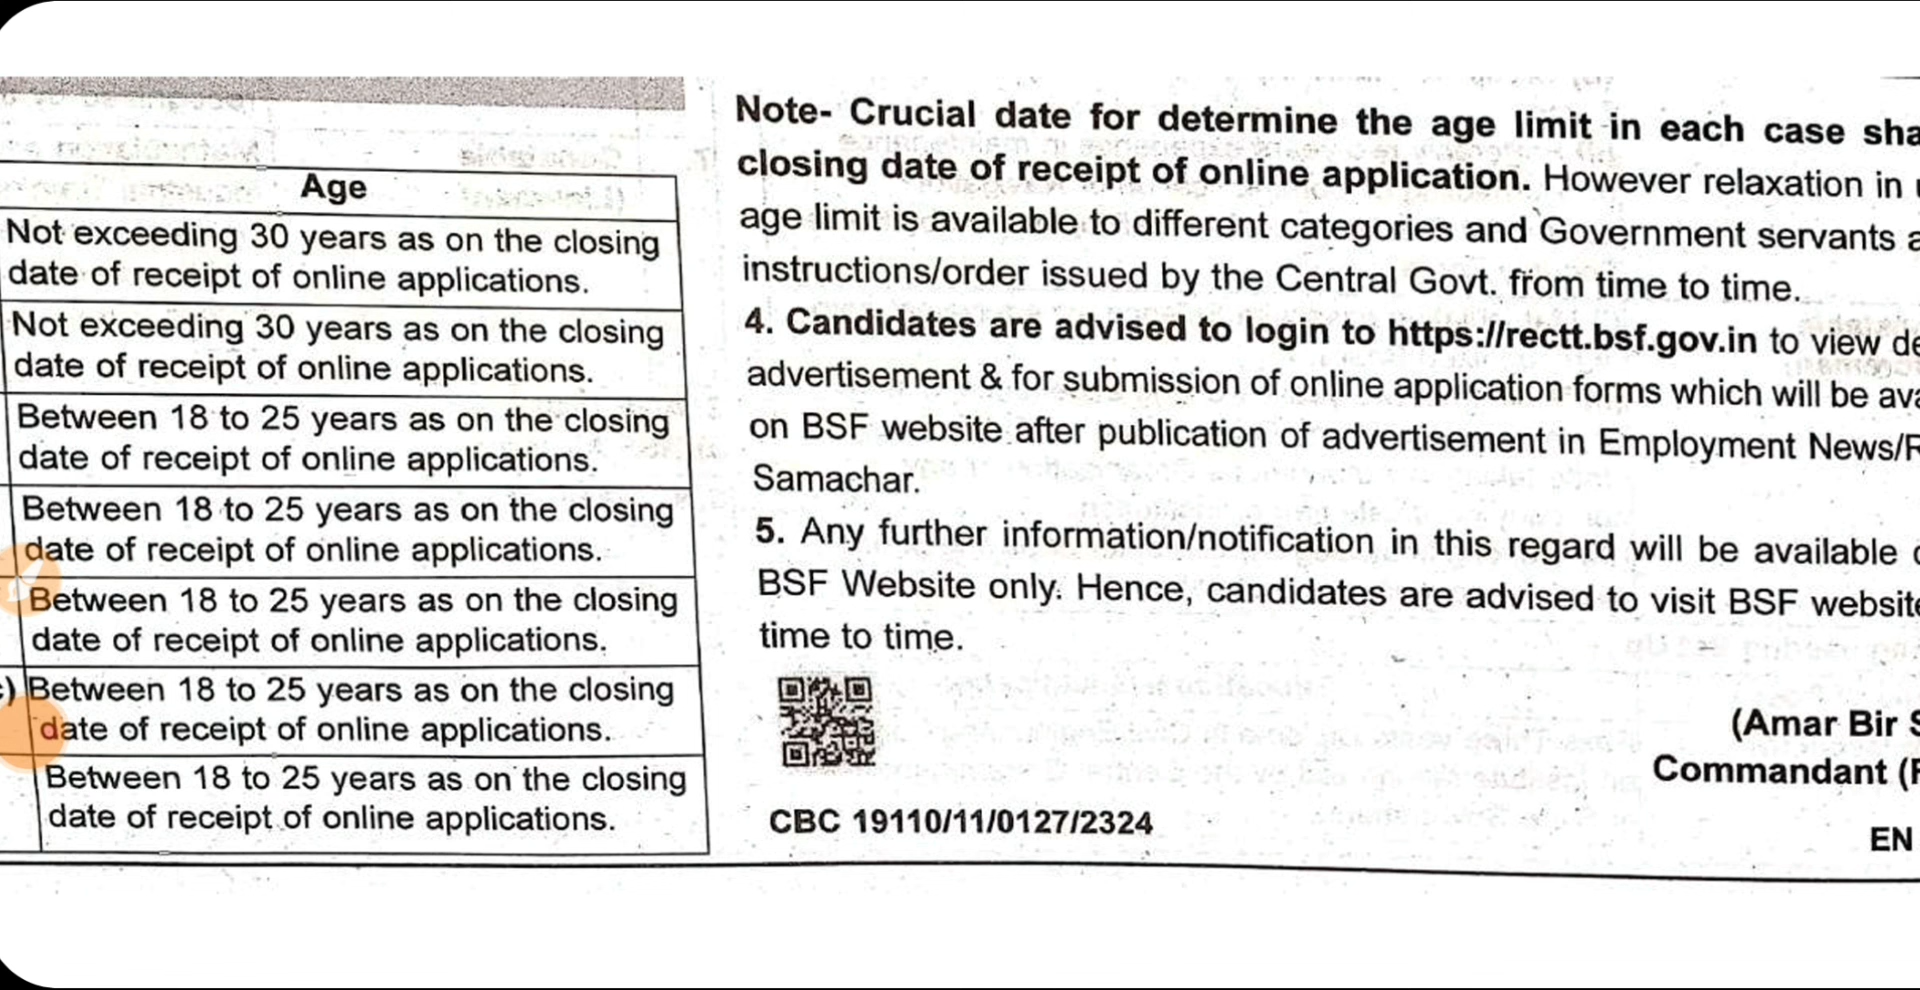 Age
Not exceeding 30 years as on the closing
date of receipt of online applications.
Not exceeding 30 years as on the closing
date of receipt of online applications.
Between 18 to 25 years as on the closing
date of receipt of online applications.
Between 18 to 25 years as on the closing
date of receipt of online applications.
Between 18 to 25 years as on the closing
date of receipt of online applications.
Between 18 to 25 years as on the closing
date of receipt of online applications.
Between 18 to 25 years as on the closing
date of receipt of online applications.
Note- Crucial date for determine the age limit in each case
closing date of receipt of online application. However relaxation in
age limit is available to different categories and Government servants
instructions/order issued by the Central Govt. from time to time.
4. Candidates are advised to login to https://rectt.bsf.gov.in to view
advertisement & for submission of online application forms which will be
on BSF website after publication of advertisement in Employment News/
Samachar.
5. Any further information/notification in this regard will be available
BSF Website only. Hence, candidates are advised to visit BSF website
time to time.
(Amar Bir
Commandant
CBC 19110/11/0127/2324
EN